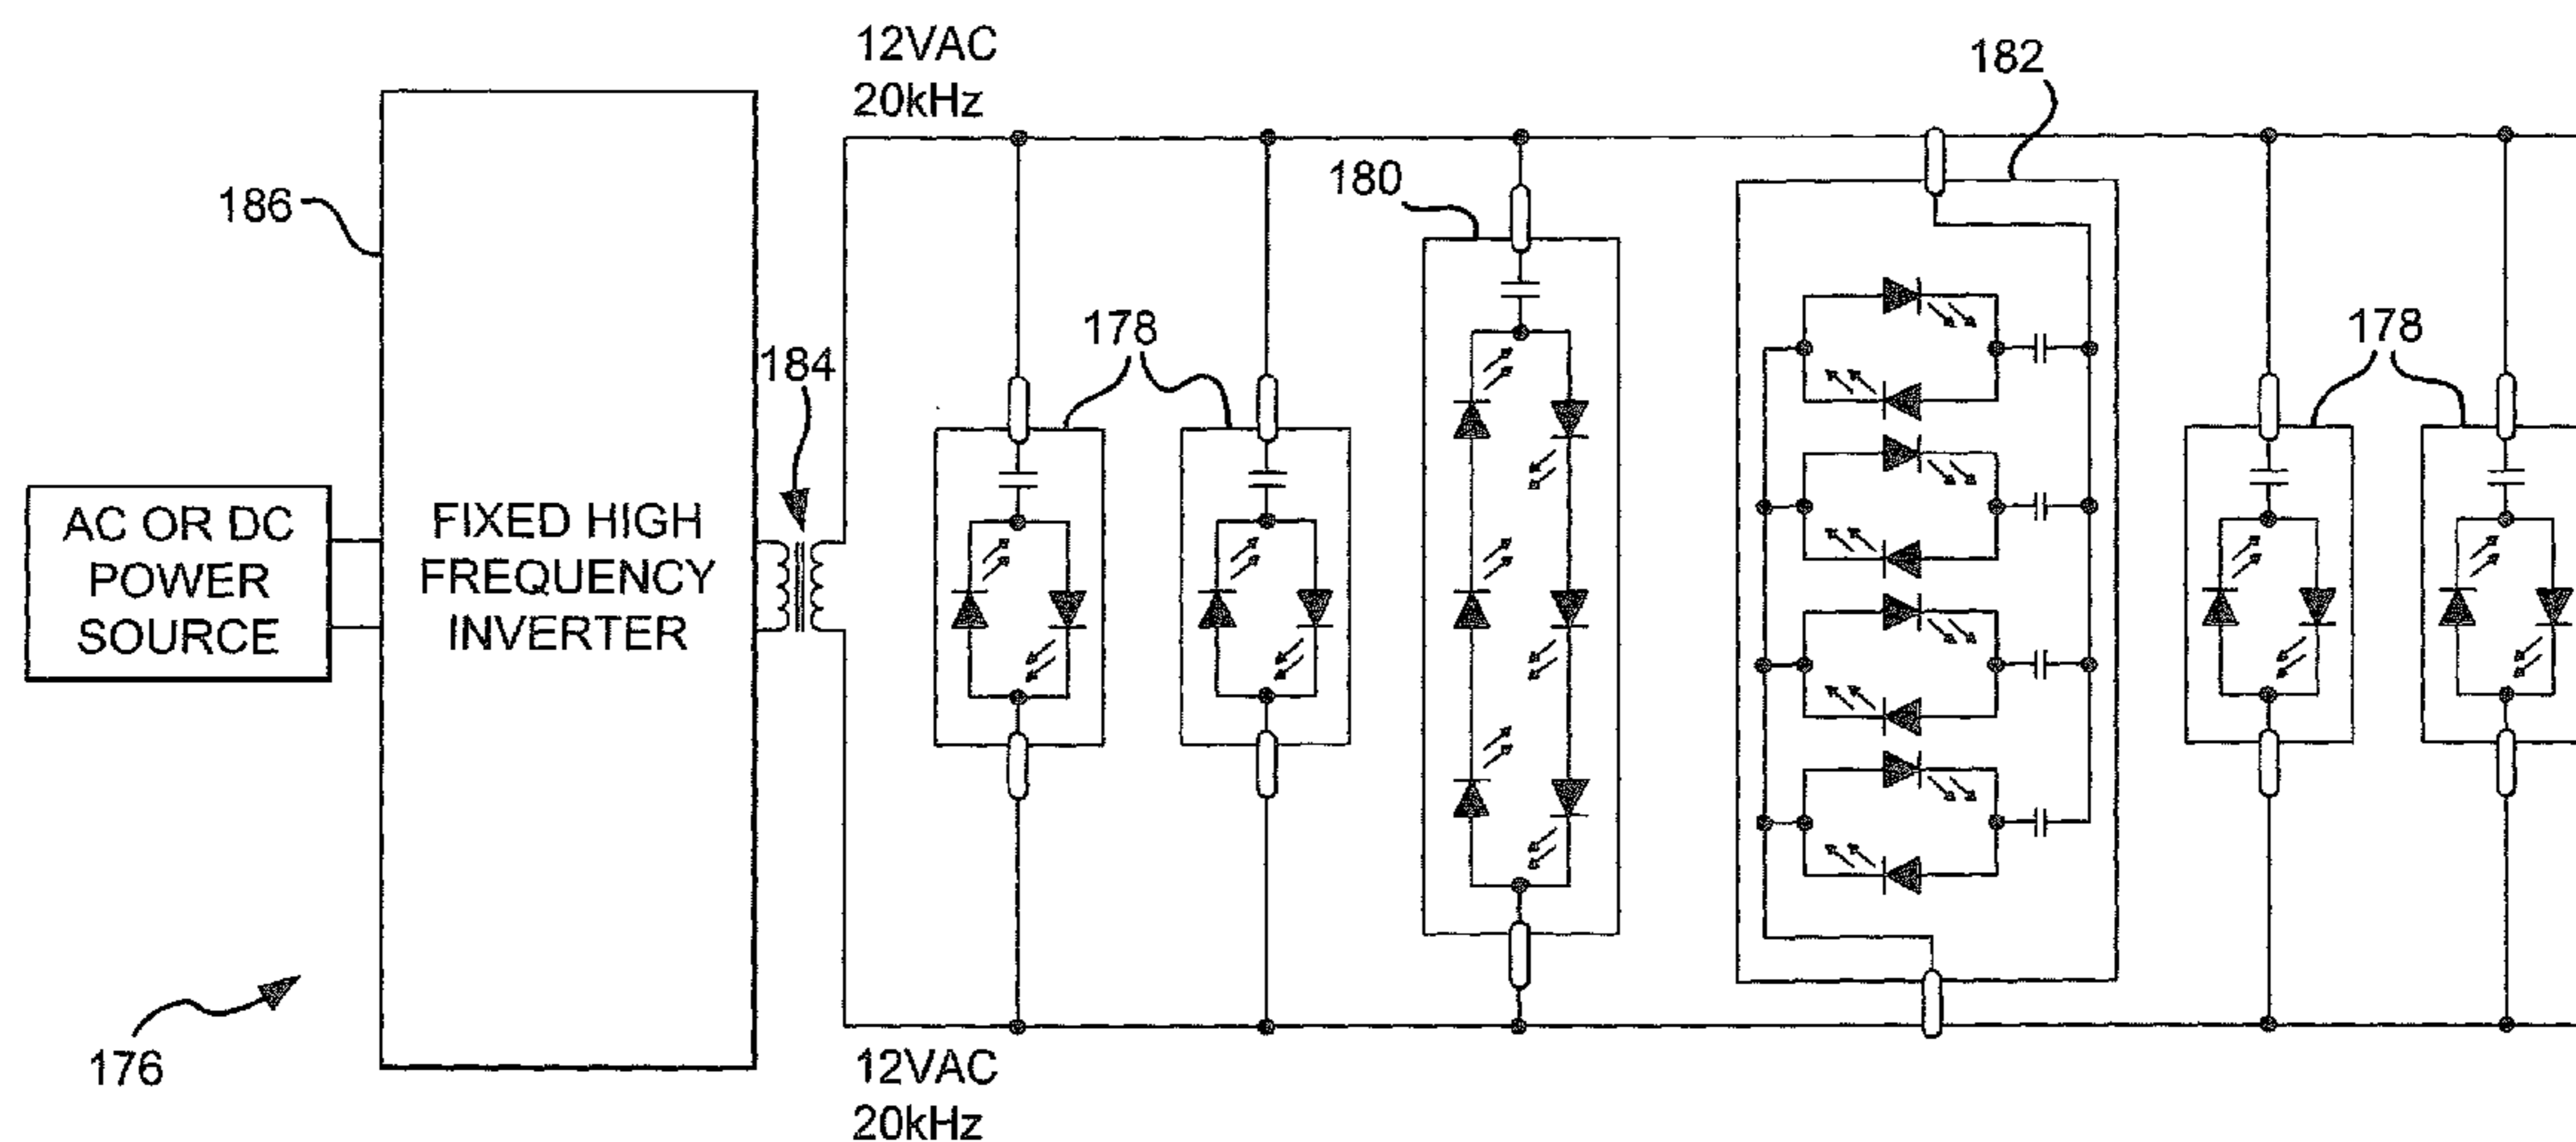 12VAC
20kHz
182
180
186
178
178
184
AC OR DC
POWER
SOURCE
FIXED HIGH
FREQUENCY
INVERTER
176
12VAC
20kHz